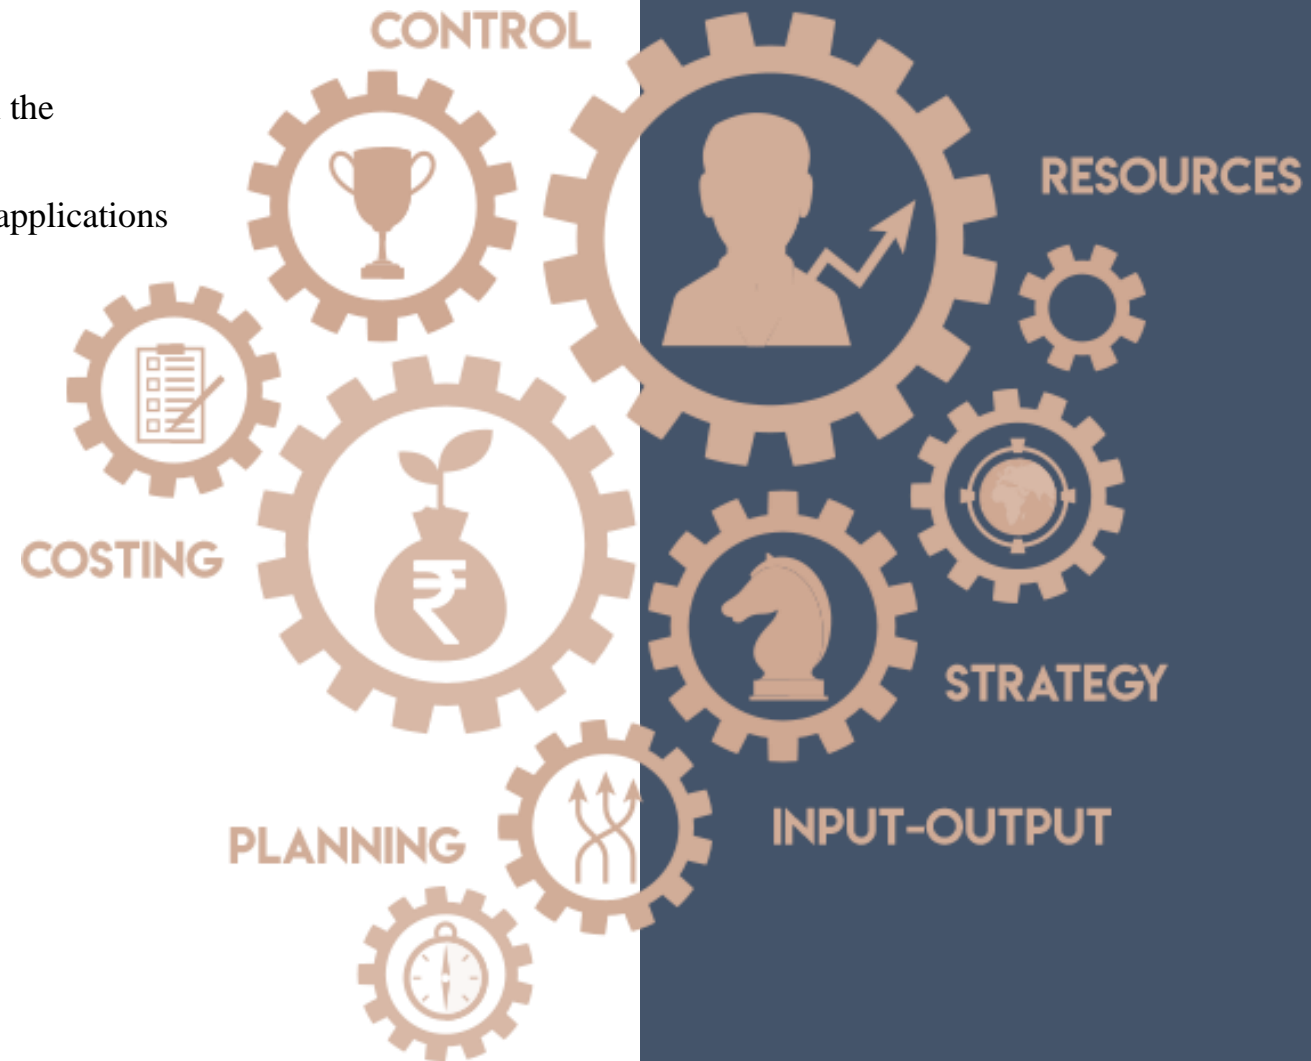 CONTROL
the
RESOURCES
applications
₹
COSTING
STRATEGY
INPUT-OUTPUT
PLANNING